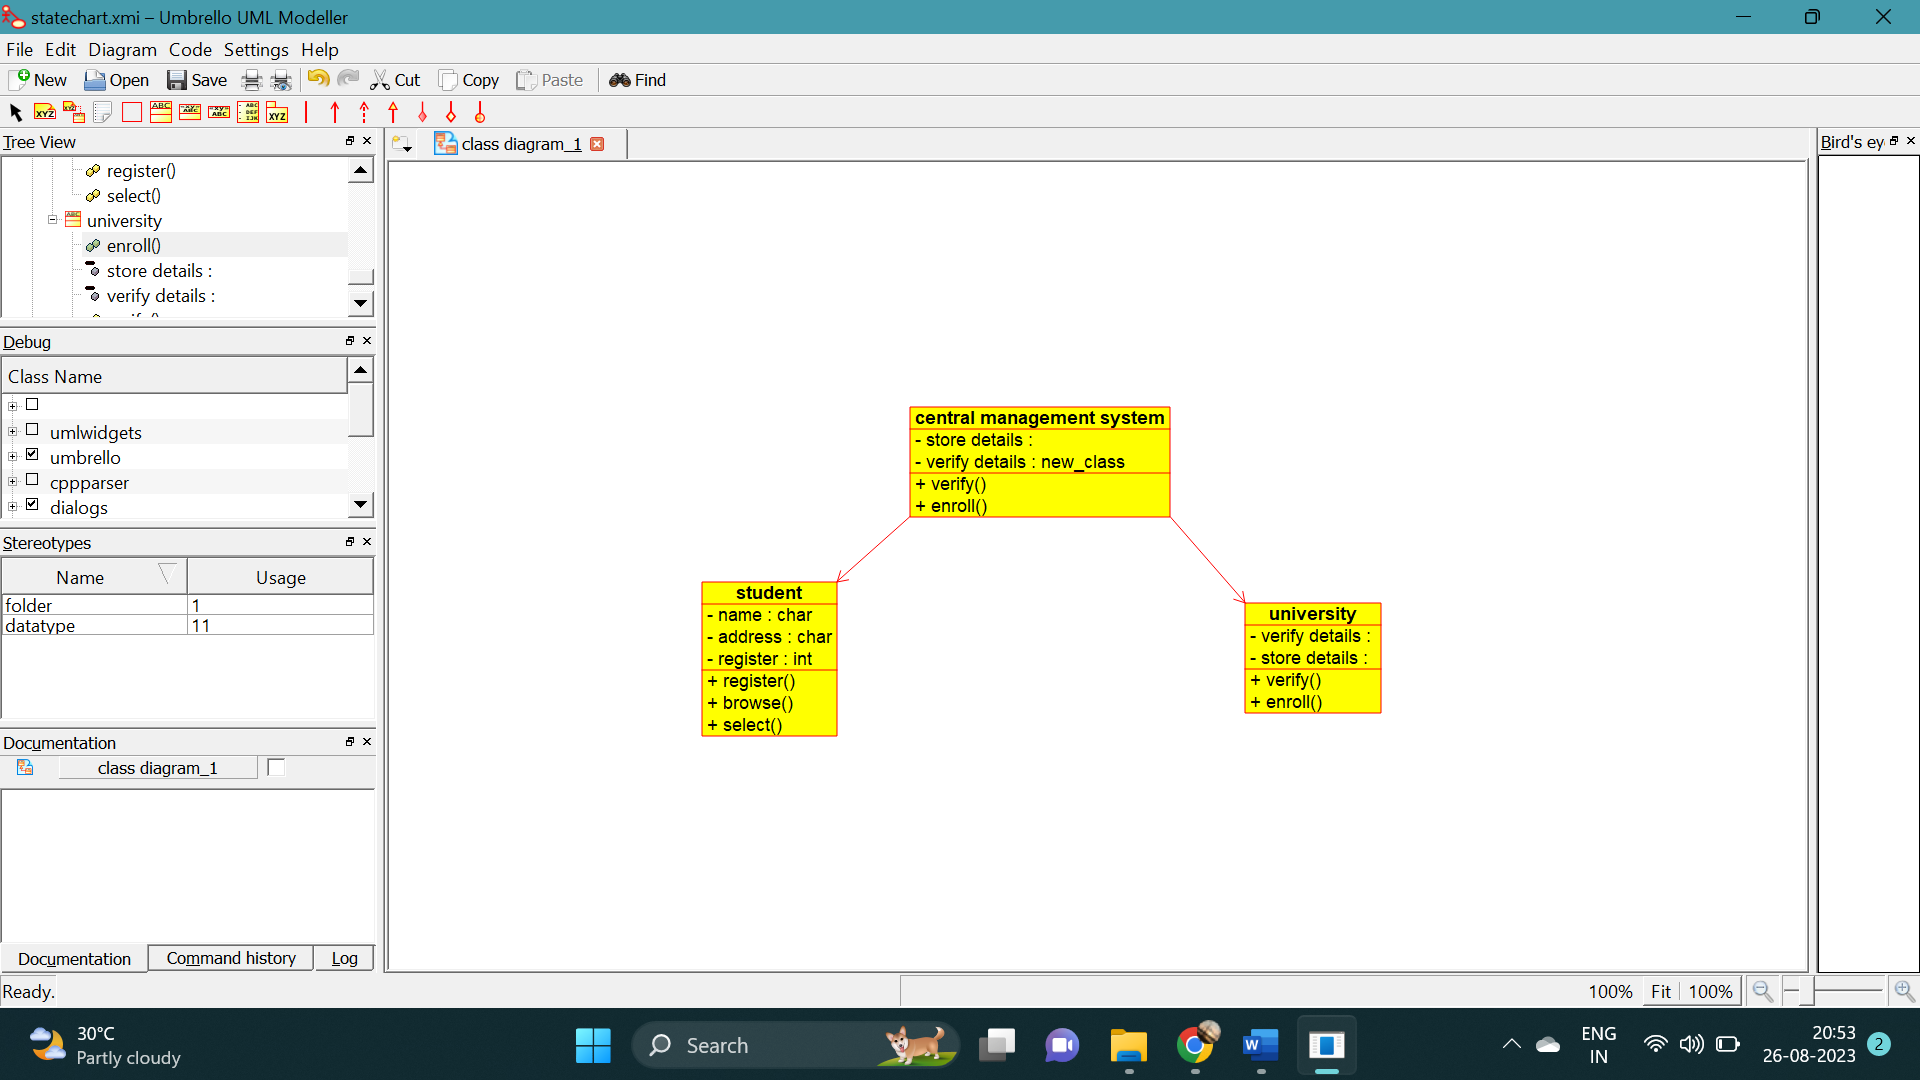 statechart.xmi – Umbrello UML Modeller
File Edit Diagram Code Settings Help
New Open Save Cut Copy Paste Find
Tree View
register()
select()
university
enroll()
store details :
verify details :
Debug
Class Name
umlwidgets
umbrello
cppparser
dialogs
Stereotypes
Name Usage
folder 1
datatype 11
Documentation
class diagram_1
Documentation Command history Log
class diagram_1
central management system
- store details :
- verify details : new_class
+ verify()
+ enroll()
student
- name : char
- address : char
- register : int
+ register()
+ browse()
+ select()
university
- verify details :
- store details :
+ verify()
+ enroll()
Bird's ey
Ready.
100% Fit 100%
30°C
Partly cloudy
Search
ENG
IN
20:53
26-08-2023
2